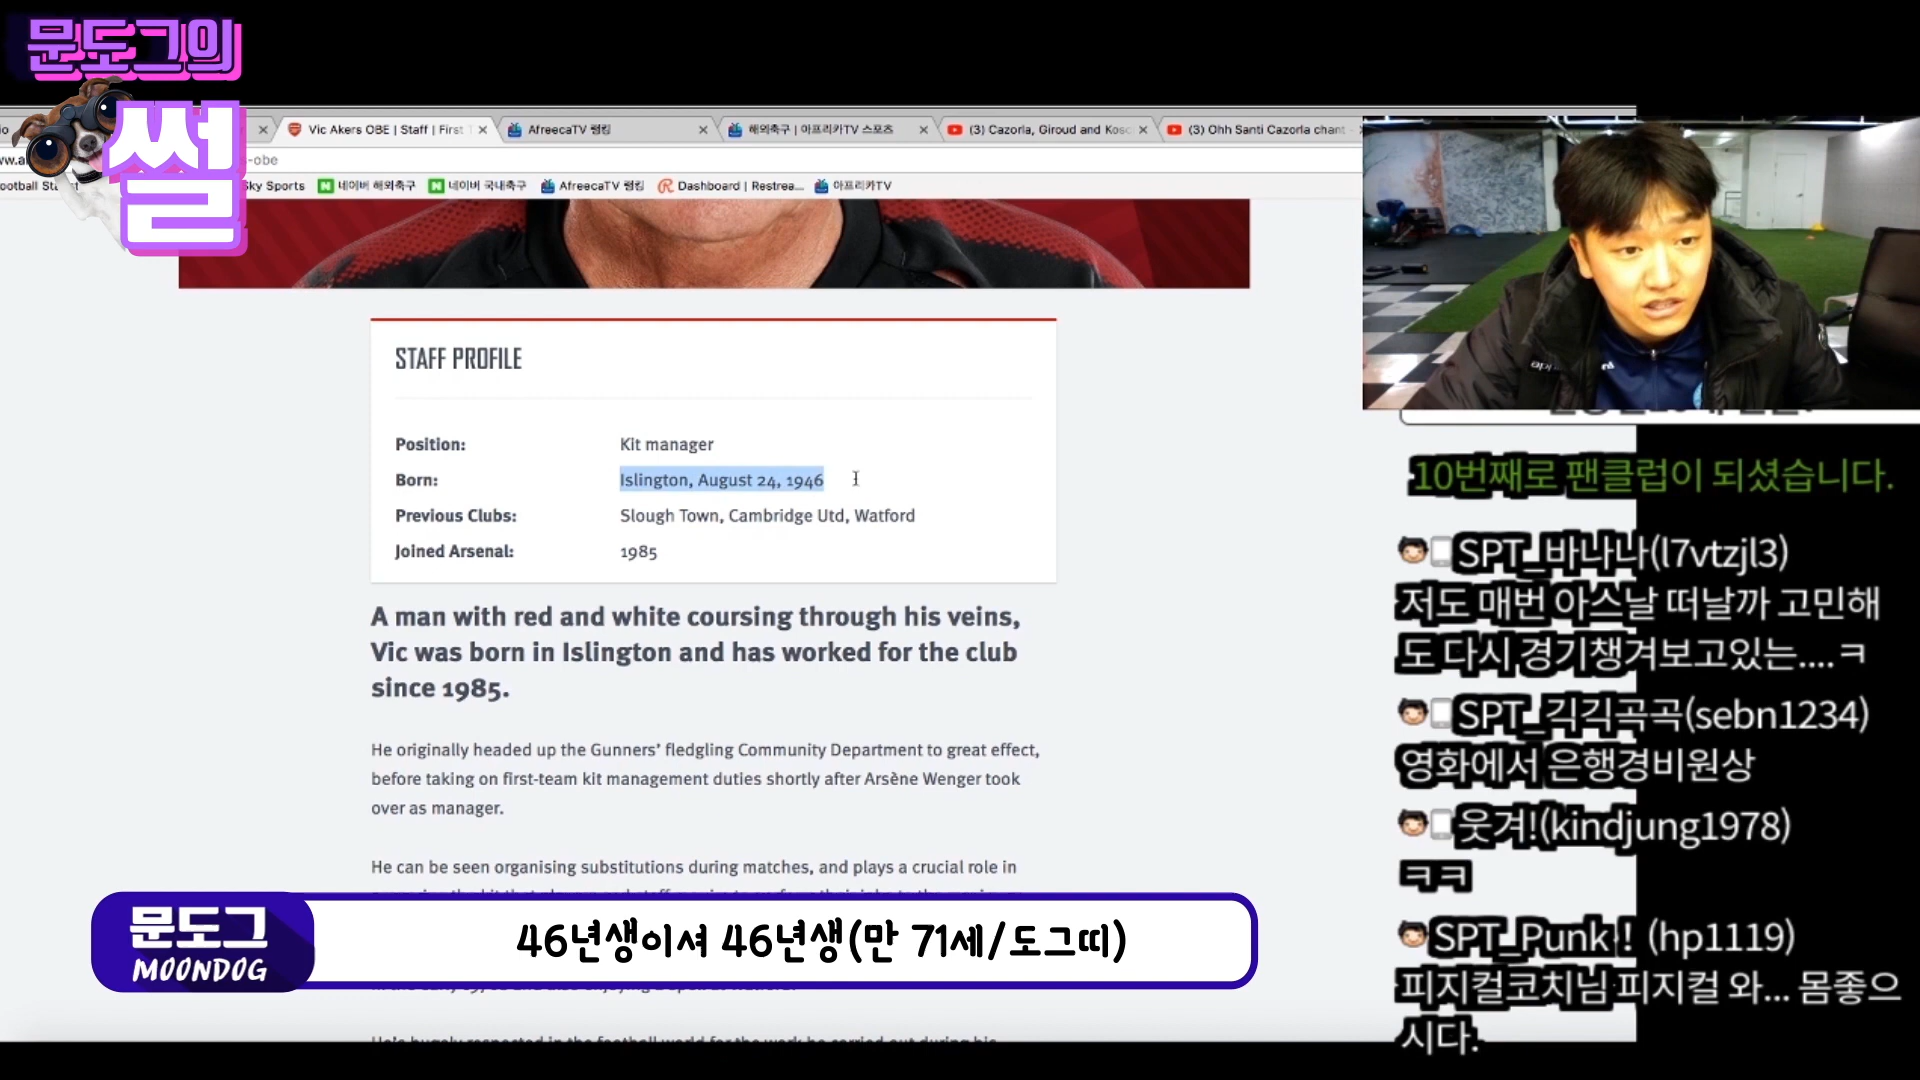 문도그의
썰
Vic Akers OBE | Staff | First
AfreecaTV 랭킹
해외축구 | 아프리카TV 스포츠
(3) Cazorla, Giroud and Kosc
(3) Ohh Santi Cazorla chant -
-obe
Sky Sports
네이버 해외축구
네이버 국내축구
AfreecaTV 랭킹
Dashboard | Restrea...
아프리카TV
STAFF PROFILE
Position: Kit manager
Born: Islington, August 24, 1946
Previous Clubs: Slough Town, Cambridge Utd, Watford
Joined Arsenal: 1985
A man with red and white coursing through his veins,
Vic was born in Islington and has worked for the club
since 1985.
He originally headed up the Gunners' fledgling Community Department to great effect,
before taking on first-team kit management duties shortly after Arsène Wenger took
over as manager.
He can be seen organising substitutions during matches, and plays a crucial role in
문도그
MOONDOG
46년생이셔 46년생(만 71세/도그띠)
10번째로 팬클럽이 되셨습니다.
SPT_바나나(l7vtzjl3)
저도 매번 아스날 떠날까 고민해
도 다시 경기챙겨보고있는....ㅋ
SPT_긱긱곡곡(sebn1234)
영화에서 은행경비원상
웃겨!(kindjung1978)
ㅋㅋ
SPT_Punk ! (hp1119)
피지컬코치님 피지컬 와... 몸좋으
시다.